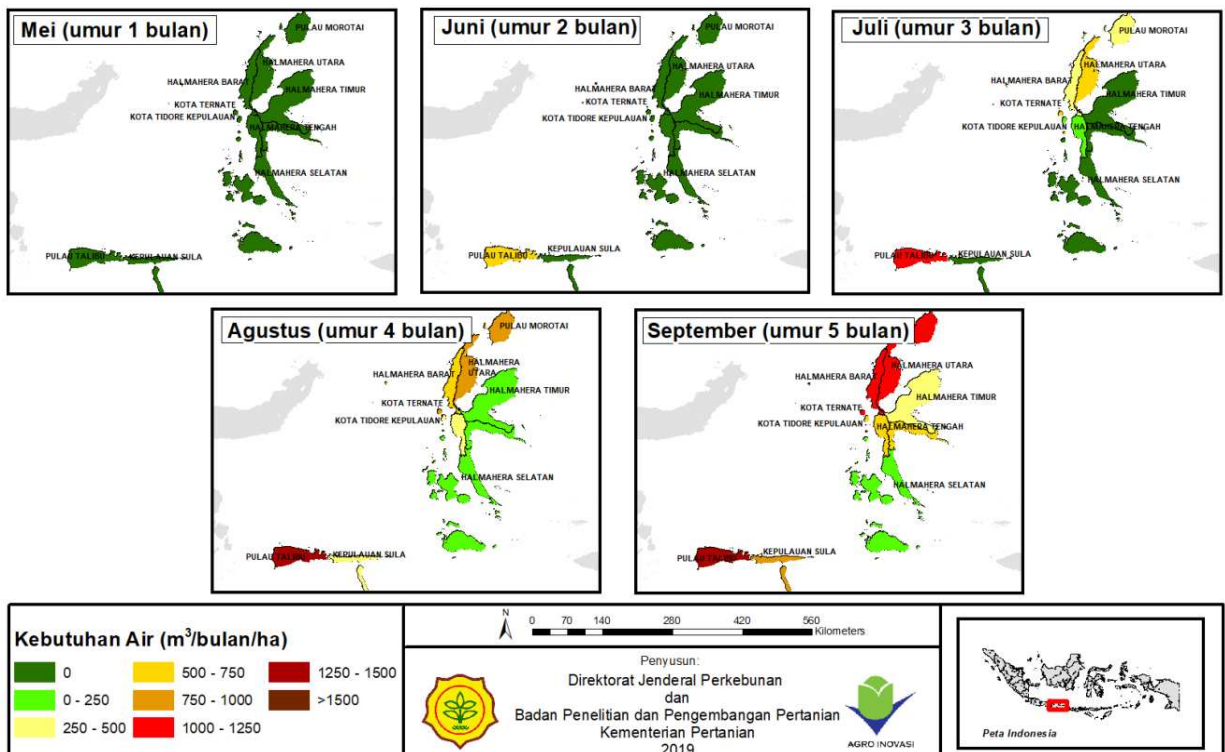 Mei (umur 1 bulan)
PULAU MOROTAI
HALMAHERA UTARA
HALMAHERA BARAT
HALMAHERA TIMUR
KOTA TERNATE
KOTA TIDORE KEPULAUAN
HALMAHERA TENGAH
HALMAHERA SELATAN
PULAU TALIBU
KEPULAUAN SULA
Juni (umur 2 bulan)
PULAU MOROTAI
HALMAHERA UTARA
HALMAHERA BARAT
HALMAHERA TIMUR
KOTA TERNATE
KOTA TIDORE KEPULAUAN
HALMAHERA TENGAH
HALMAHERA SELATAN
KEPULAUAN SULA
PULAU TALIBU
Juli (umur 3 bulan)
PULAU MOROTAI
HALMAHERA UTARA
HALMAHERA BARAT
HALMAHERA TIMUR
KOTA TERNATE
KOTA TIDORE KEPULAUAN
HALMAHERA TENGAH
HALMAHERA SELATAN
PULAU TALIBU
KEPULAUAN SULA
Agustus (umur 4 bulan)
PULAU MOROTAI
HALMAHERA
UTARA
HALMAHERA BARAT
HALMAHERA TIMUR
KOTA TERNATE
KOTA TIDORE KEPULAUAN
HALMAHERA SELATAN
PULAU TALIBU
KEPULAUAN SULA
September (umur 5 bulan)
HALMAHERA UTARA
HALMAHERA BARAT
HALMAHERA TIMUR
KOTA TERNATE
KOTA TIDORE KEPULAUAN
HALMAHERA TENGAH
HALMAHERA SELATAN
KEPULAUAN SULA
PULAU TALIBU
Kebutuhan Air (m³/bulan/ha)
0
500 - 750
1250 - 1500
0 - 250
750 - 1000
>1500
250 - 500
1000 - 1250
N
0 70 140 280 420 560
Kilometers
Penyusun:
Direktorat Jenderal Perkebunan
dan
Badan Penelitian dan Pengembangan Pertanian
Kementerian Pertanian
2019
AGRO INOVASI
Peta Indonesia